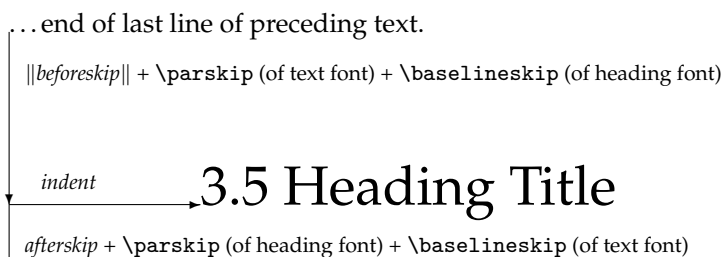 ...end of last line of preceding text.
‖beforeskip‖ + \parskip (of text font) + \baselineskip (of heading font)
indent
3.5 Heading Title
afterskip + \parskip (of heading font) + \baselineskip (of text font)